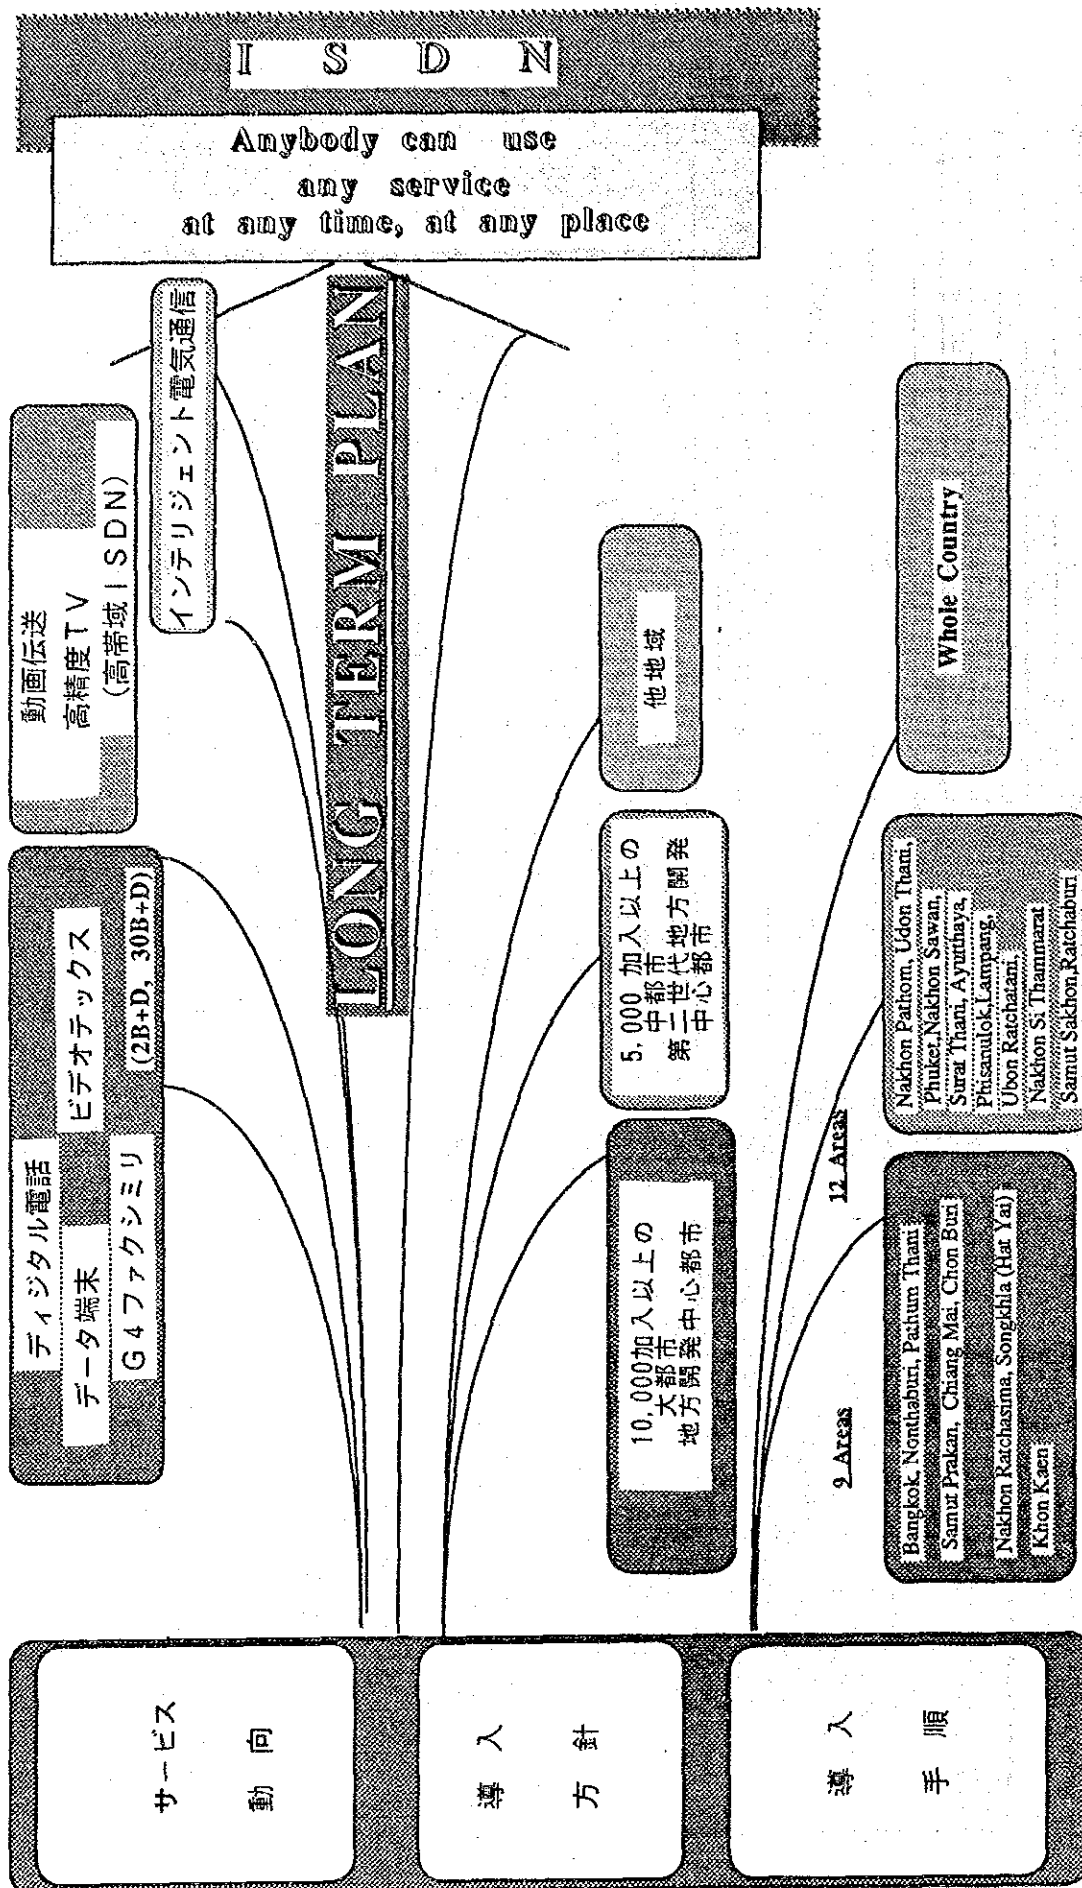 I S D N
Anybody can use
any service
at any time, at any place
動画伝送
高精度TV
(高帯域ISDN)
インテリジェント電気通信
LONG TERM PLAN
ディジタル電話
データ端末 ビデオテックス
G4ファクシミリ (2B+D, 30B+D)
サービス
動向
10,000加入以上の
大都市
地方開発中心都市
5,000 加入以上の
中都市
第二世代地方開発
中心都市
他地域
導入
方針
9 Areas
Bangkok, Nonthaburi, Pathum Thani
Samut Prakan, Chiang Mai, Chon Buri
Nakhon Ratchasima, Songkhla (Hat Yai)
Khon Kaen
12 Areas
Nakhon Pathom, Udon Thani,
Phuket,Nakhon Sawan,
Surat Thani, Ayutthaya,
Phisanulok,Lampang,
Ubon Ratchatani,
Nakhon Si Thammarat
Samut Sakhon,Ratchaburi
Whole Country
導入
手順